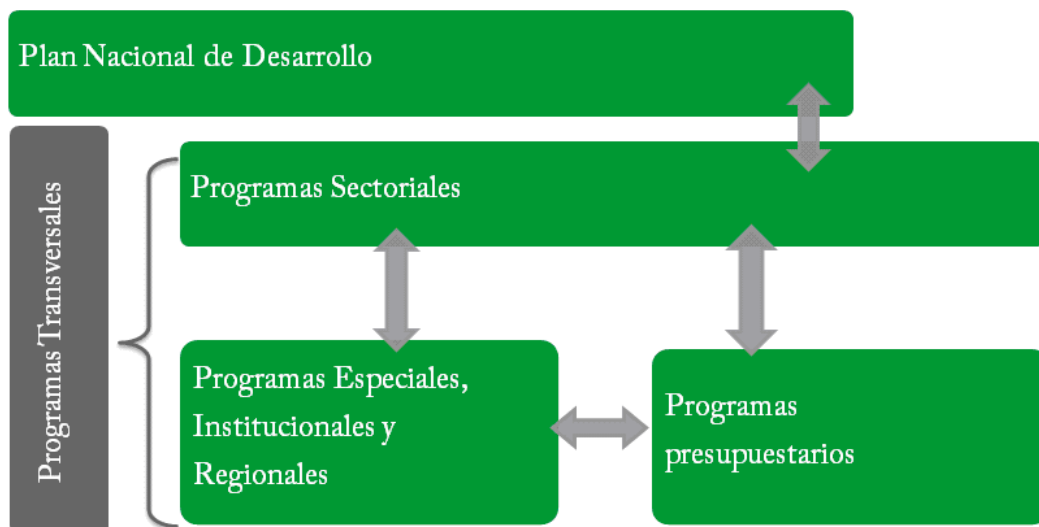 Plan Nacional de Desarrollo
Programas Transversales
Programas Sectoriales
Programas Especiales,
Institucionales y
Regionales
Programas
presupuestarios